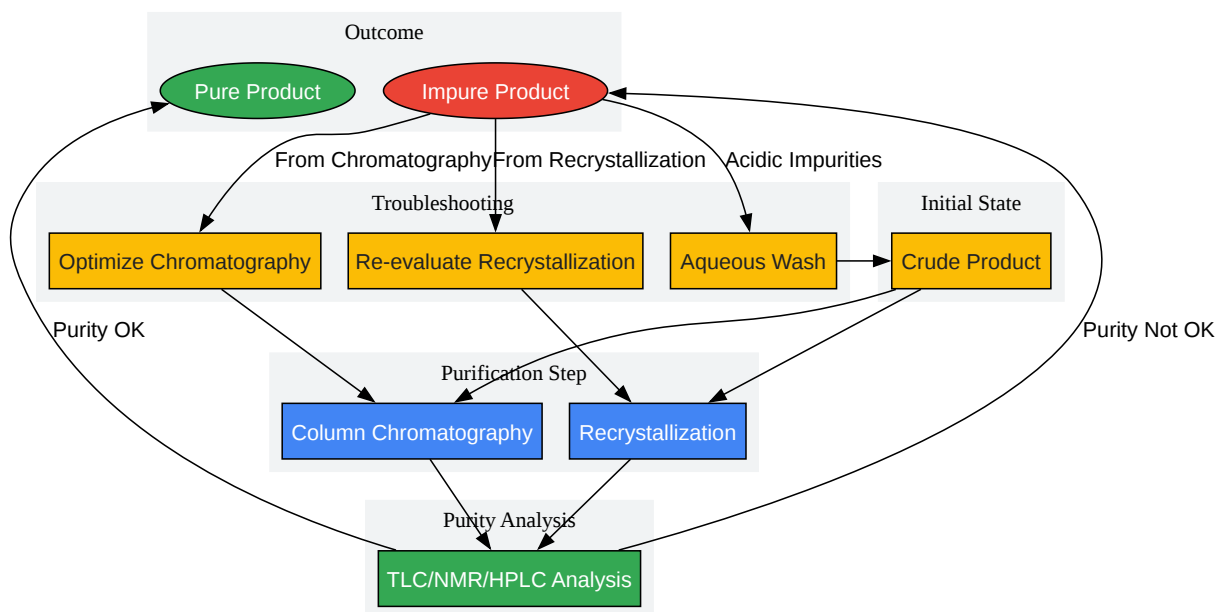 Outcome
Pure Product
Impure Product
From Chromatography
From Recrystallization
Acidic Impurities
Troubleshooting
Initial State
Optimize Chromatography
Re-evaluate Recrystallization
Aqueous Wash
Crude Product
Purity OK
Purity Not OK
Purification Step
Column Chromatography
Recrystallization
Purity Analysis
TLC/NMR/HPLC Analysis